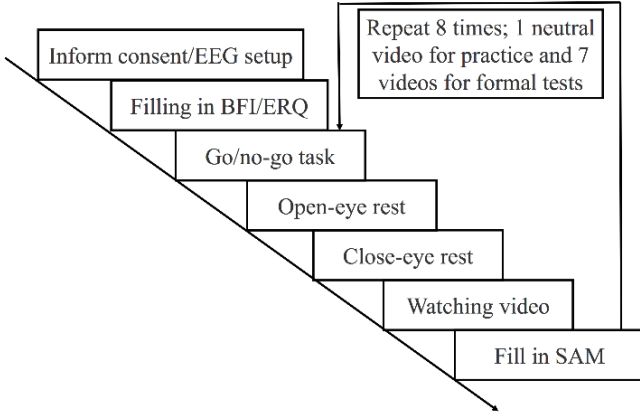 Repeat 8 times; 1 neutral
video for practice and 7
videos for formal tests
Inform consent/EEG setup
Filling in BFI/ERQ
Go/no-go task
Open-eye rest
Close-eye rest
Watching video
Fill in SAM